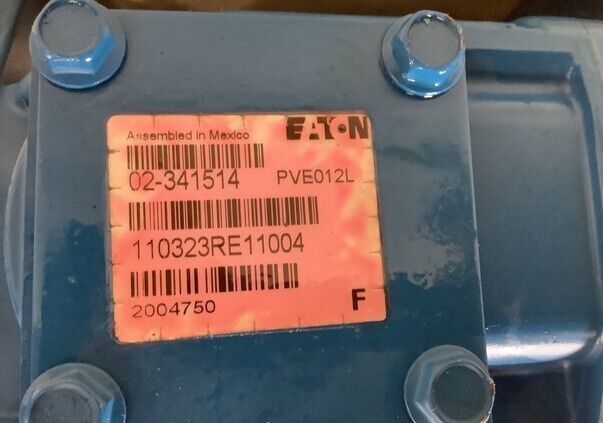 Assembled in Mexico EATON
02-341514 PVE012L
110323RE11004
2004750 F